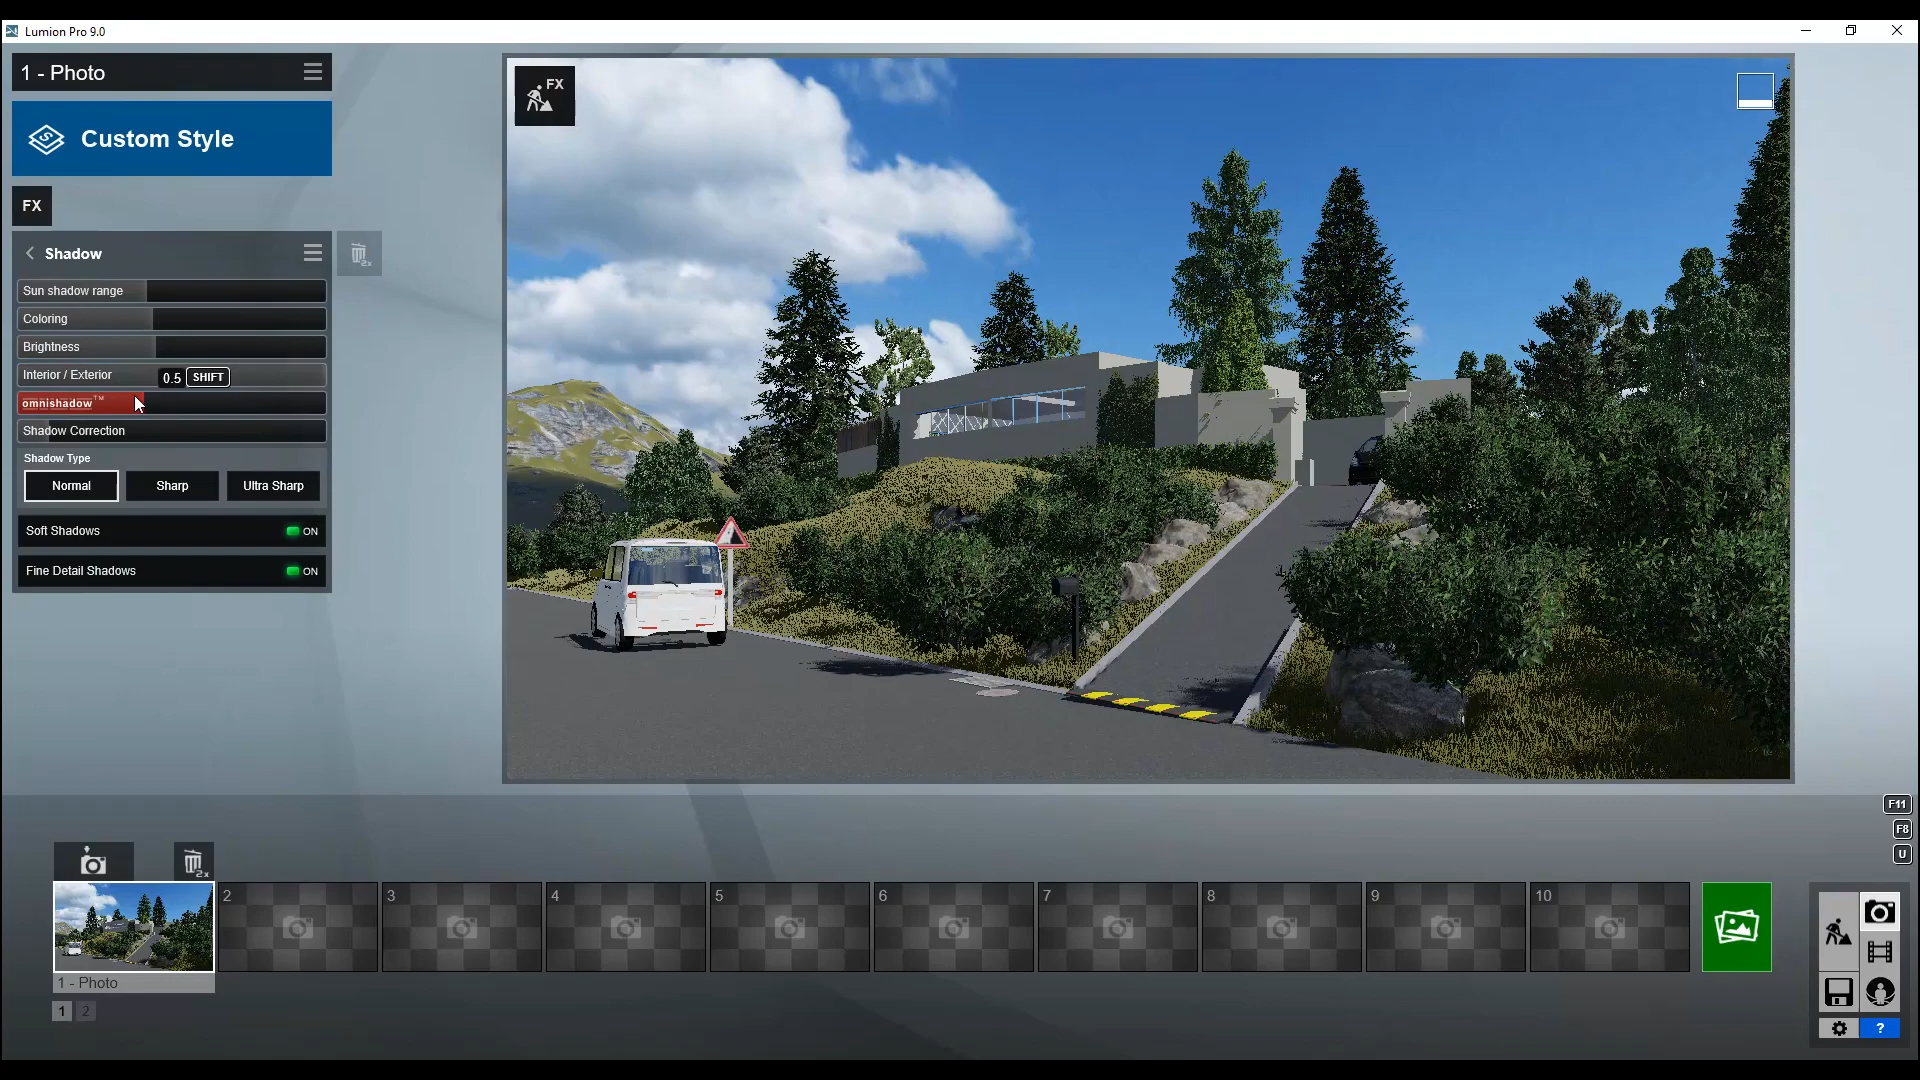 Lumion Pro 9.0
1 - Photo
Custom Style
FX
FX
Shadow
2x
Sun shadow range
Coloring
Brightness
Interior / Exterior
0.5 SHIFT
omnishadow™
Shadow Correction
Shadow Type
Normal Sharp Ultra Sharp
Soft Shadows ON
Fine Detail Shadows ON
F11
F8
U
2x
2 3 4 5 6 7 8 9 10
1 - Photo
1 2
?